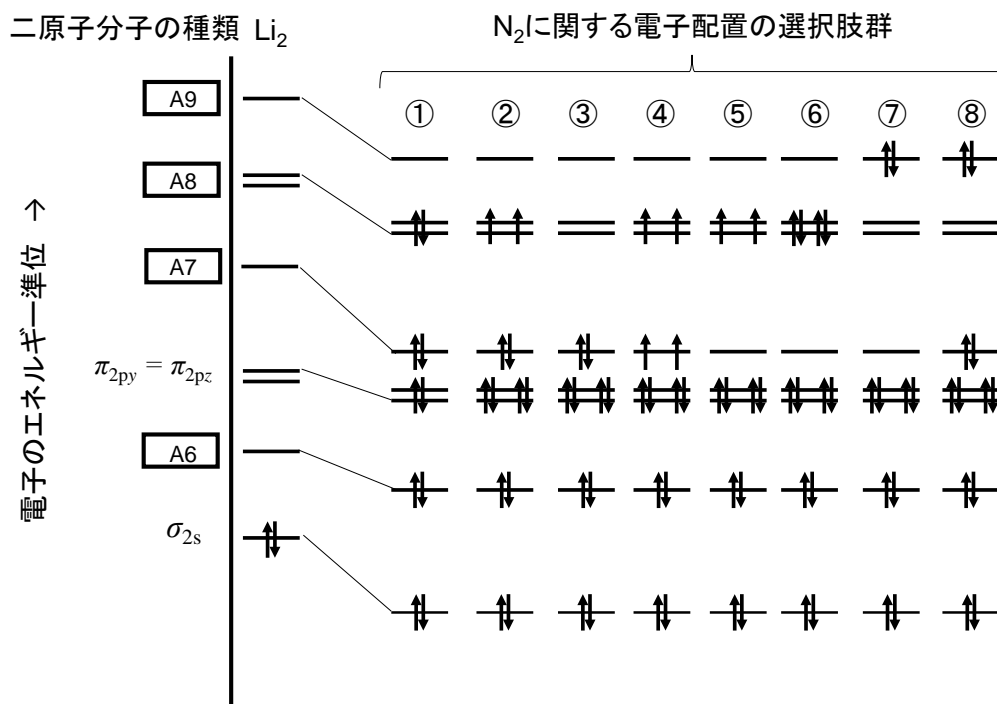 二原子分子の種類 Li₂
N₂に関する電子配置の選択肢群
① ② ③ ④ ⑤ ⑥ ⑦ ⑧
電子のエネルギー準位 →
A9
A8
A7
π2py = π2pz
A6
σ2s